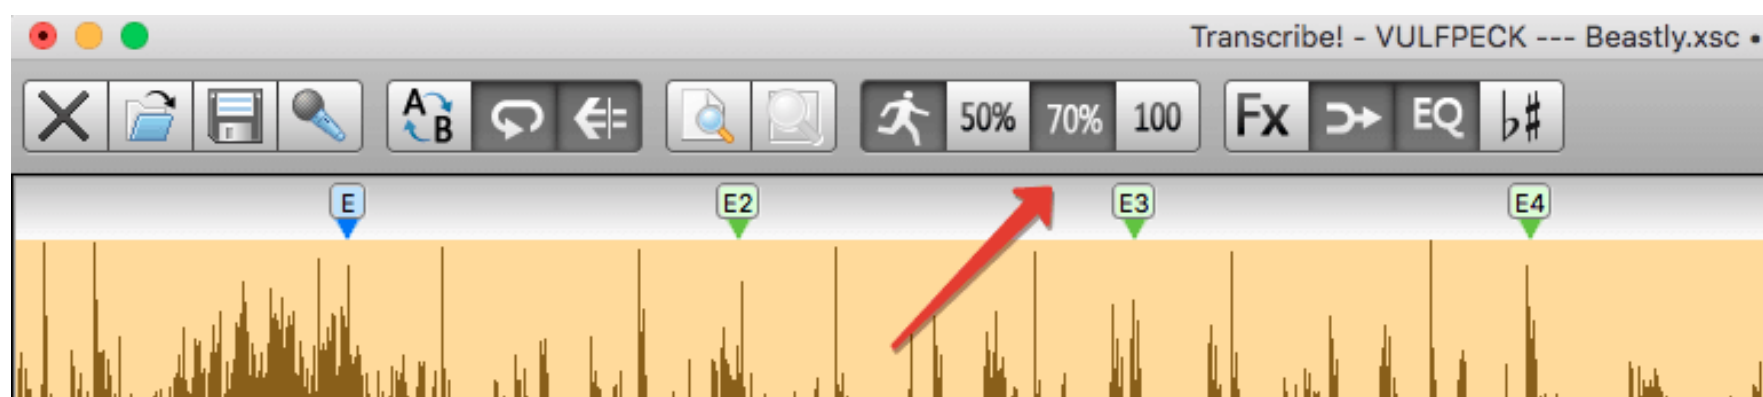 Transcribe! - VULFPECK --- Beastly.xsc •
A B 50% 70% 100 Fx EQ ♭♯
E E2 E3 E4